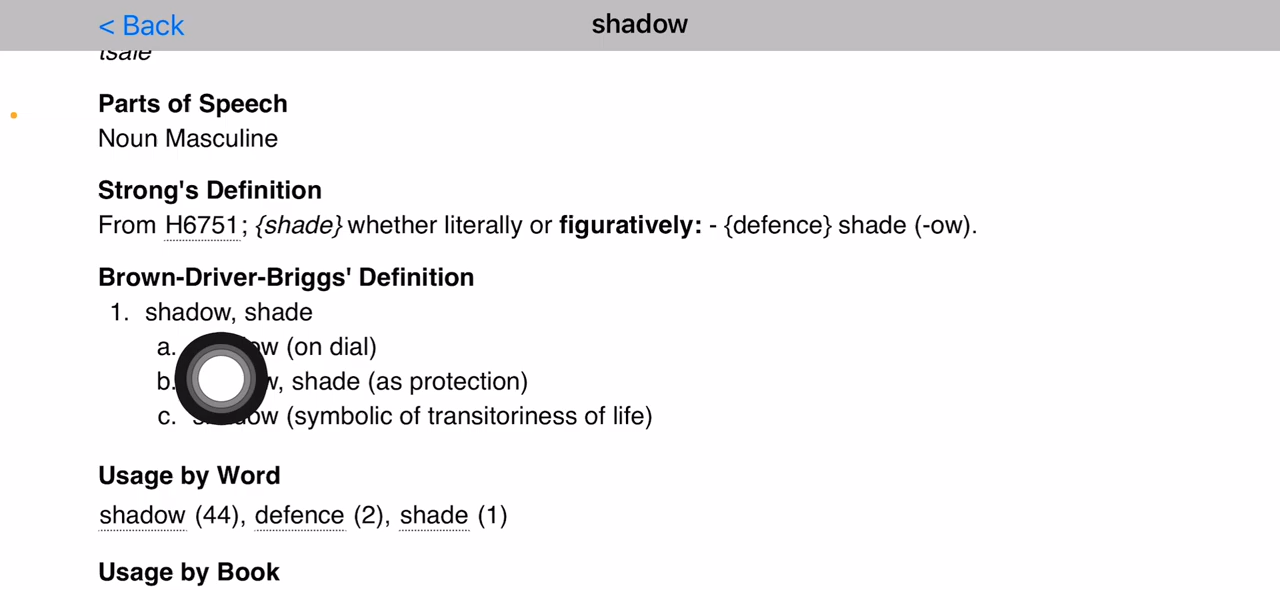 < Back
shadow
tsale
Parts of Speech
Noun Masculine
Strong's Definition
From H6751; {shade} whether literally or figuratively: - {defence} shade (-ow).
Brown-Driver-Briggs' Definition
1. shadow, shade
a. (on dial)
b. shade (as protection)
c. shadow (symbolic of transitoriness of life)
Usage by Word
shadow (44), defence (2), shade (1)
Usage by Book